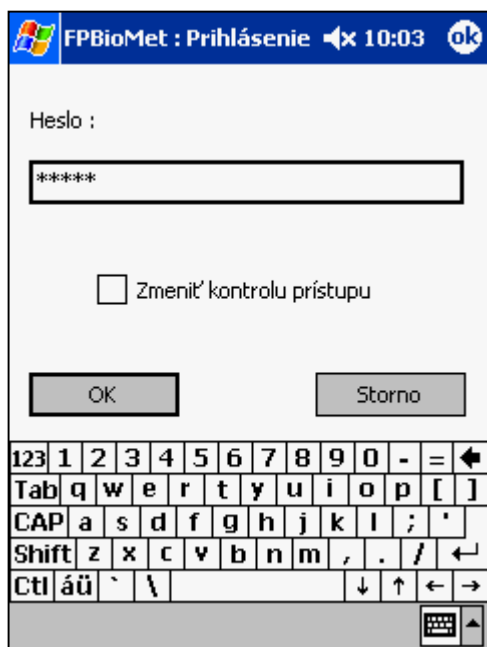 FPBioMet : Prihlásenie 10:03 ok
Heslo :
*****
Zmeniť kontrolu prístupu
OK Storno
123 1 2 3 4 5 6 7 8 9 0 - =
Tab q w e r t y u i o p [ ]
CAP a s d f g h j k l ; '
Shift z x c v b n m , . / ↵
Ctl áü ` \ ↓ ↑ ← →